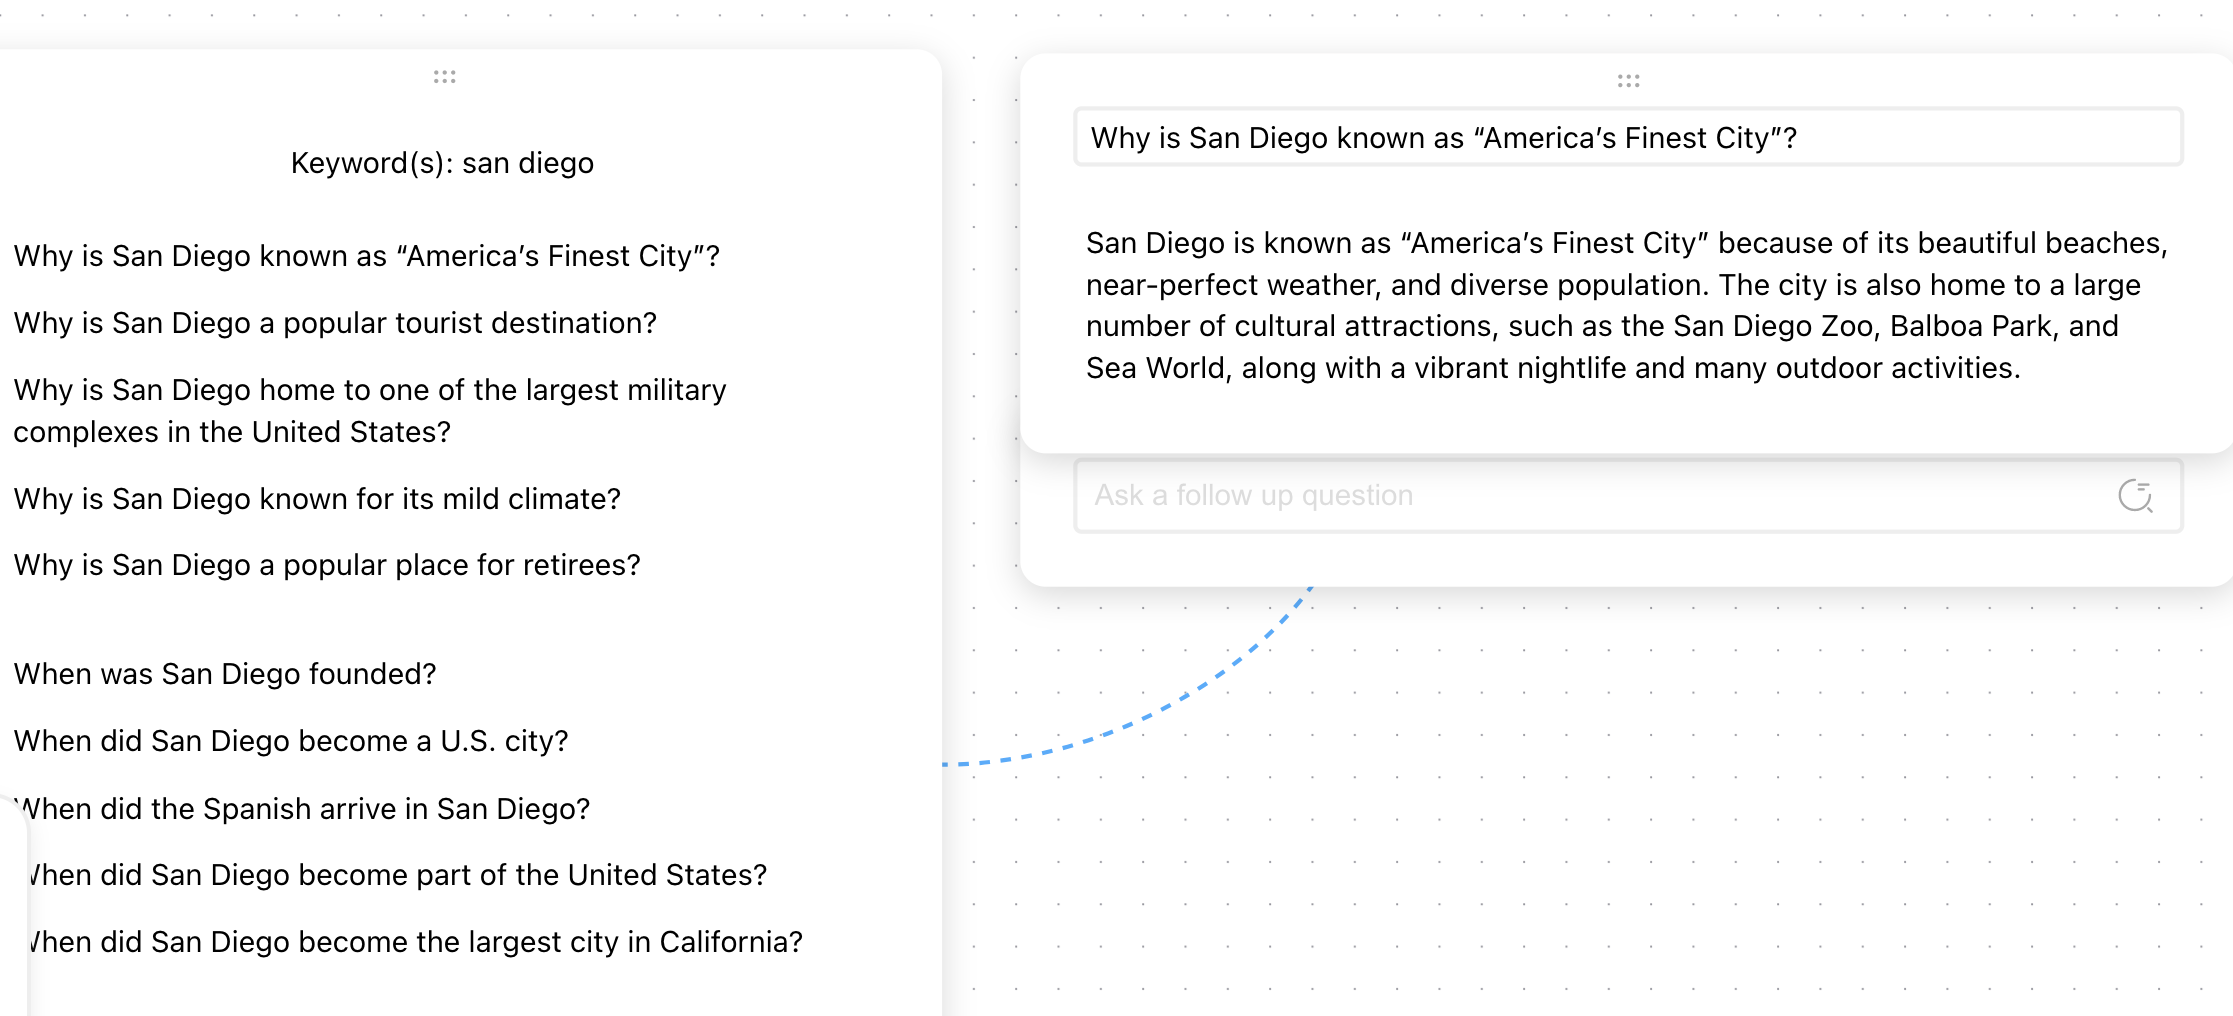 Keyword(s): san diego
Why is San Diego known as “America’s Finest City”?
Why is San Diego a popular tourist destination?
Why is San Diego home to one of the largest military
complexes in the United States?
Why is San Diego known for its mild climate?
Why is San Diego a popular place for retirees?
When was San Diego founded?
When did San Diego become a U.S. city?
When did the Spanish arrive in San Diego?
When did San Diego become part of the United States?
When did San Diego become the largest city in California?
Why is San Diego known as “America’s Finest City”?
San Diego is known as “America’s Finest City” because of its beautiful beaches,
near-perfect weather, and diverse population. The city is also home to a large
number of cultural attractions, such as the San Diego Zoo, Balboa Park, and
Sea World, along with a vibrant nightlife and many outdoor activities.
Ask a follow up question